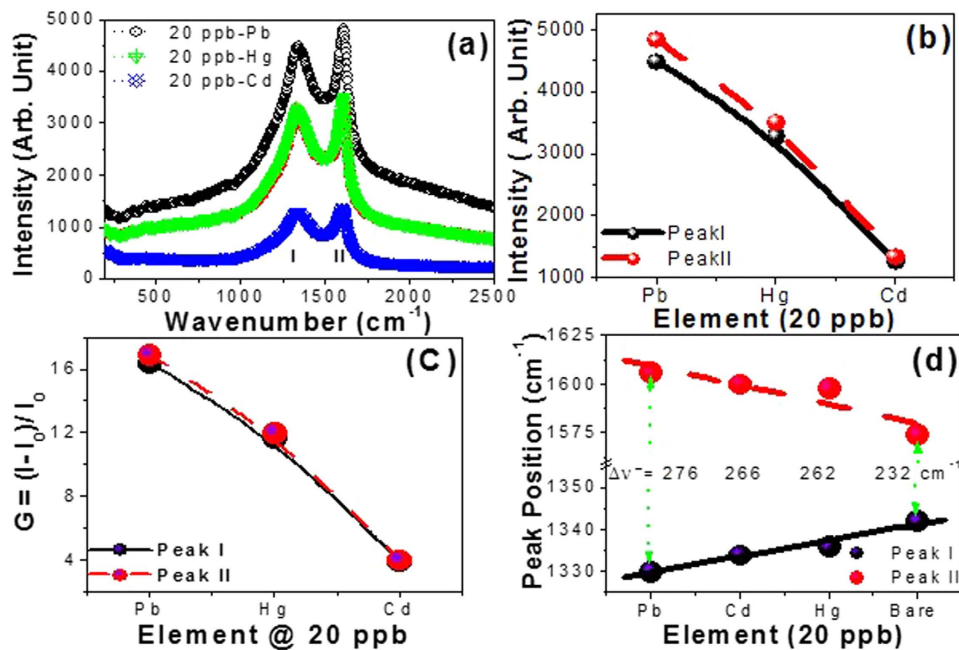 (a)
20 ppb-Pb
20 ppb-Hg
20 ppb-Cd
5000
4000
3000
2000
1000
0
Intensity (Arb. Unit)
I
II
500 1000 1500 2000 2500
Wavenumber (cm⁻¹)
(b)
5000
4000
3000
2000
1000
Intensity ( Arb. Unit)
PeakI
PeakII
Pb Hg Cd
Element (20 ppb)
(C)
16
12
8
4
G = (I- I₀)/ I₀
Peak I
Peak II
Pb Hg Cd
Element @ 20 ppb
(d)
1625
1600
1575
1350
1340
1330
Peak Position (cm⁻¹)
Δν⁻= 276 266 262 232 cm⁻¹
Peak I
Peak II
Pb Cd Hg Bare
Element (20 ppb)